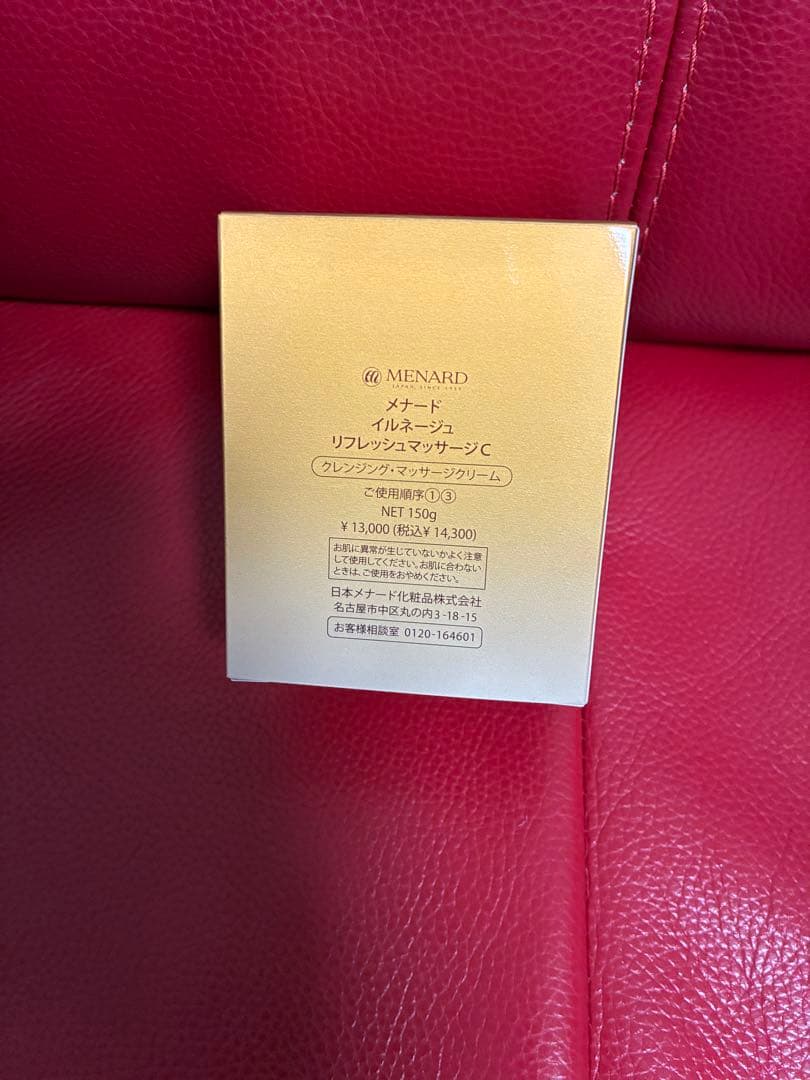 MENARD
JAPAN, SINCE 1959
メナード
イルネージュ
リフレッシュマッサージC
クレンジング・マッサージクリーム
ご使用順序①③
NET 150g
¥13,000 (税込¥14,300)
お肌に異常が生じていないかよく注意
して使用してください。お肌に合わない
ときは、ご使用をおやめください。
日本メナード化粧品株式会社
名古屋市中区丸の内3-18-15
お客様相談室 0120-164601